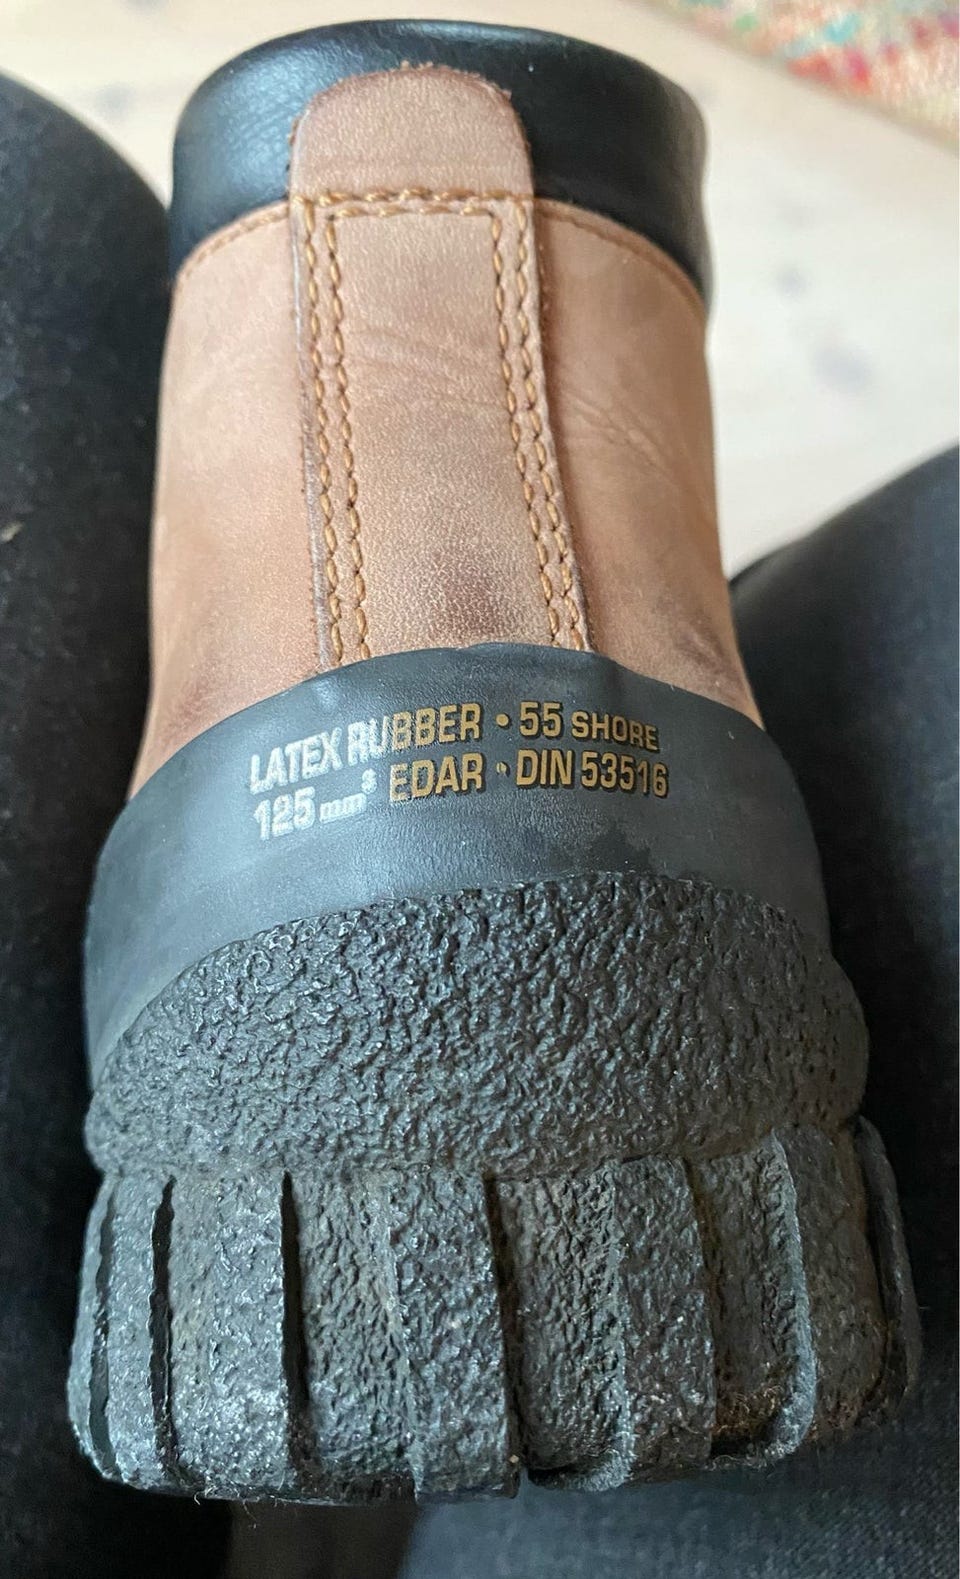 LATEX RUBBER • 55 SHORE
125 mm³ EDAR • DIN 53516